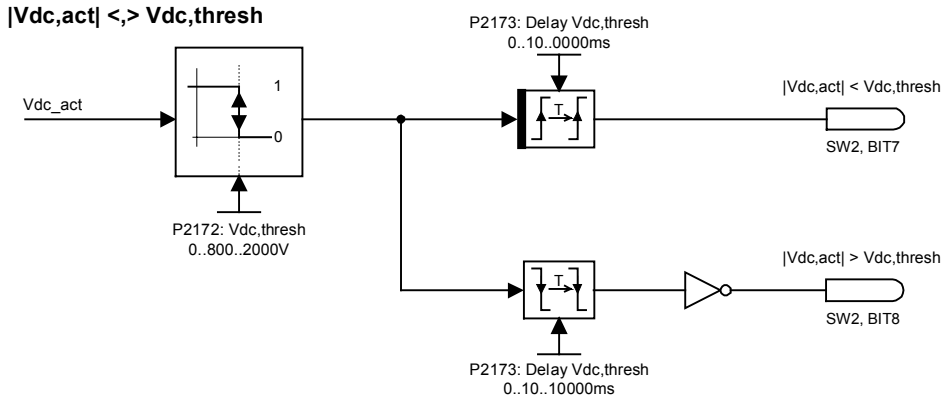 |Vdc,act| <,> Vdc,thresh
P2173: Delay Vdc,thresh
0..10..0000ms
|Vdc,act| < Vdc,thresh
Vdc_act
1
0
T
SW2, BIT7
P2172: Vdc,thresh
0..800..2000V
|Vdc,act| > Vdc,thresh
T
SW2, BIT8
P2173: Delay Vdc,thresh
0..10..10000ms